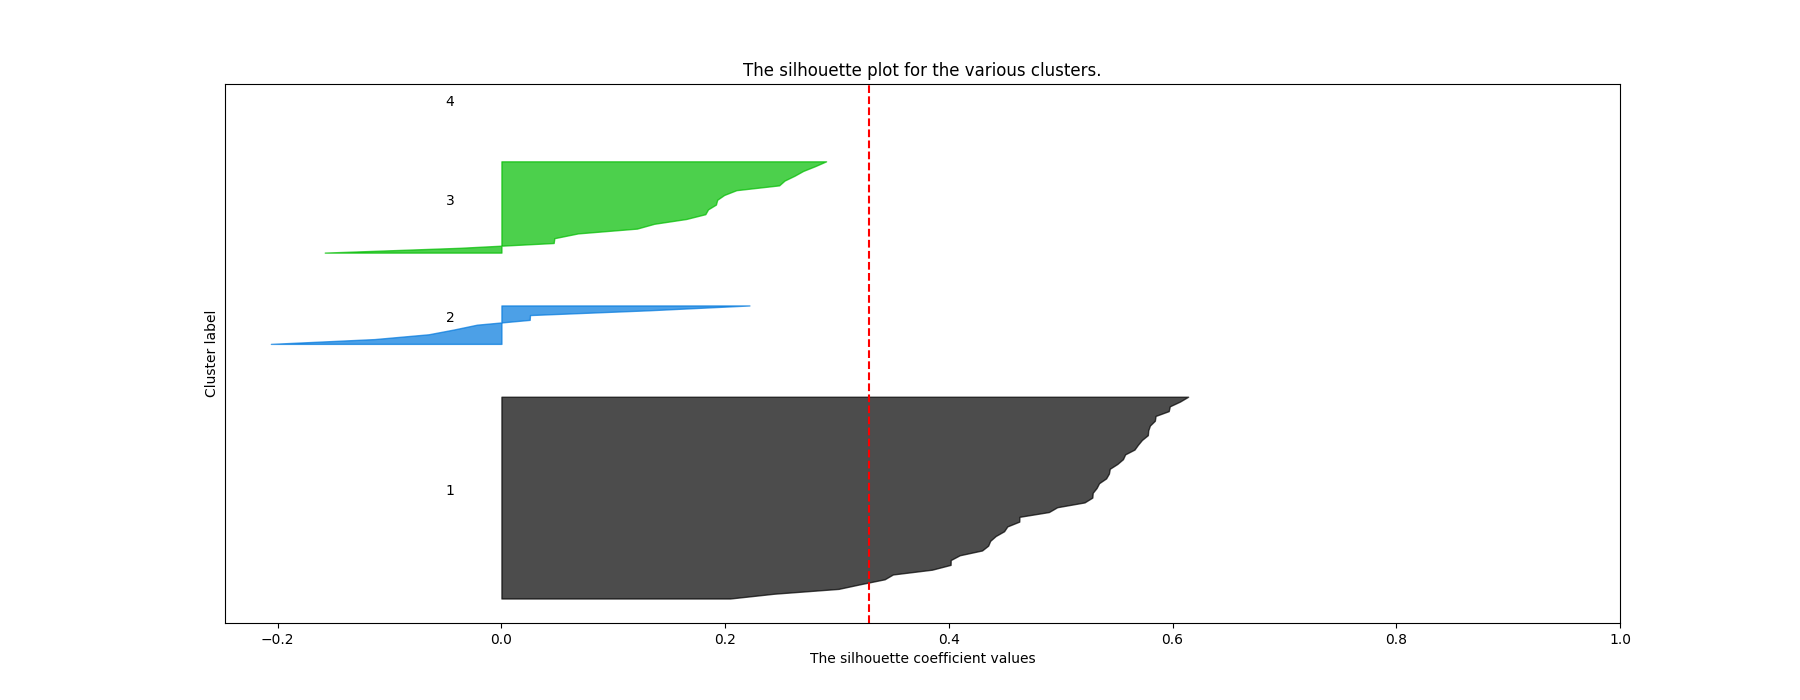 The silhouette plot for the various clusters.
4
3
2
1
Cluster label
−0.2 0.0 0.2 0.4 0.6 0.8 1.0
The silhouette coefficient values